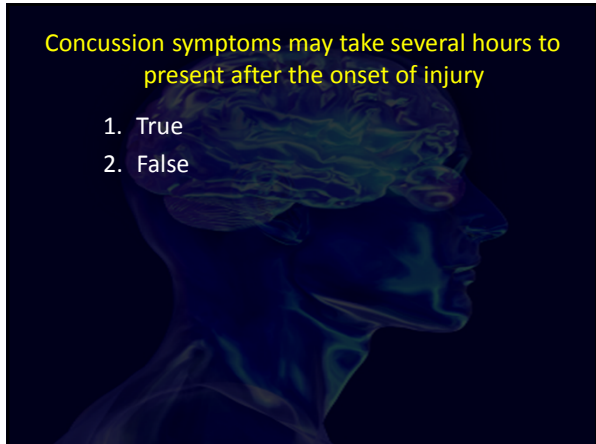 Concussion symptoms may take several hours to
present after the onset of injury
1. True
2. False